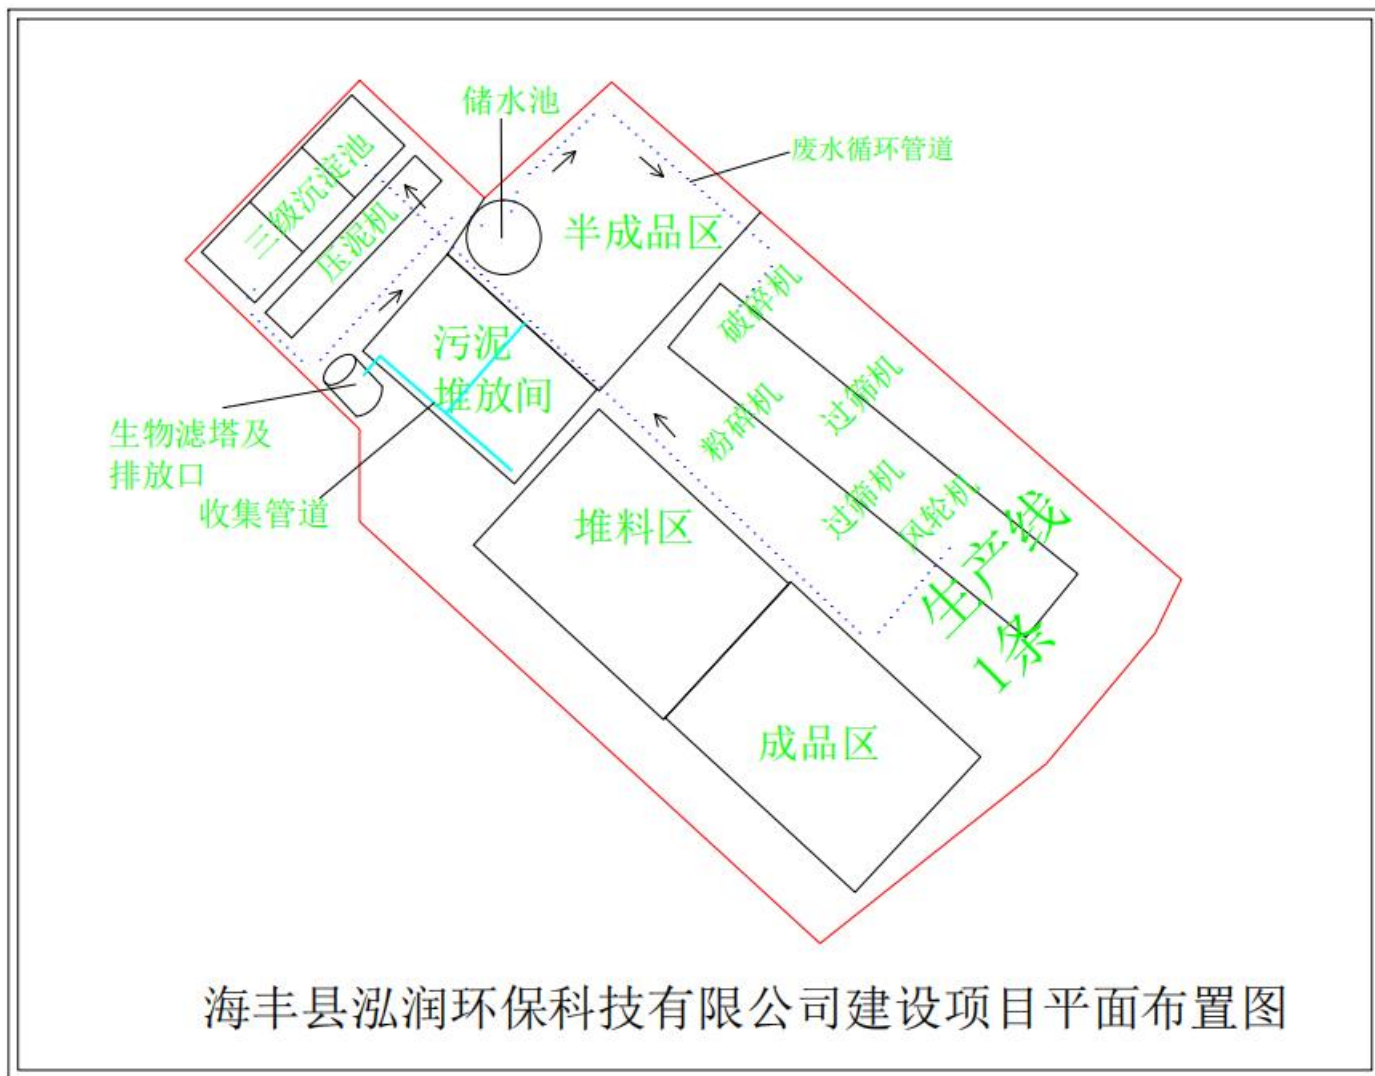 储水池
废水循环管道
三级沉淀池
压泥机
半成品区
破碎机
污泥
堆放间
粉碎机
过筛机
生物滤塔及
排放口
收集管道
堆料区
过筛机
风轮机
生产线
1条
成品区
海丰县泓润环保科技有限公司建设项目平面布置图